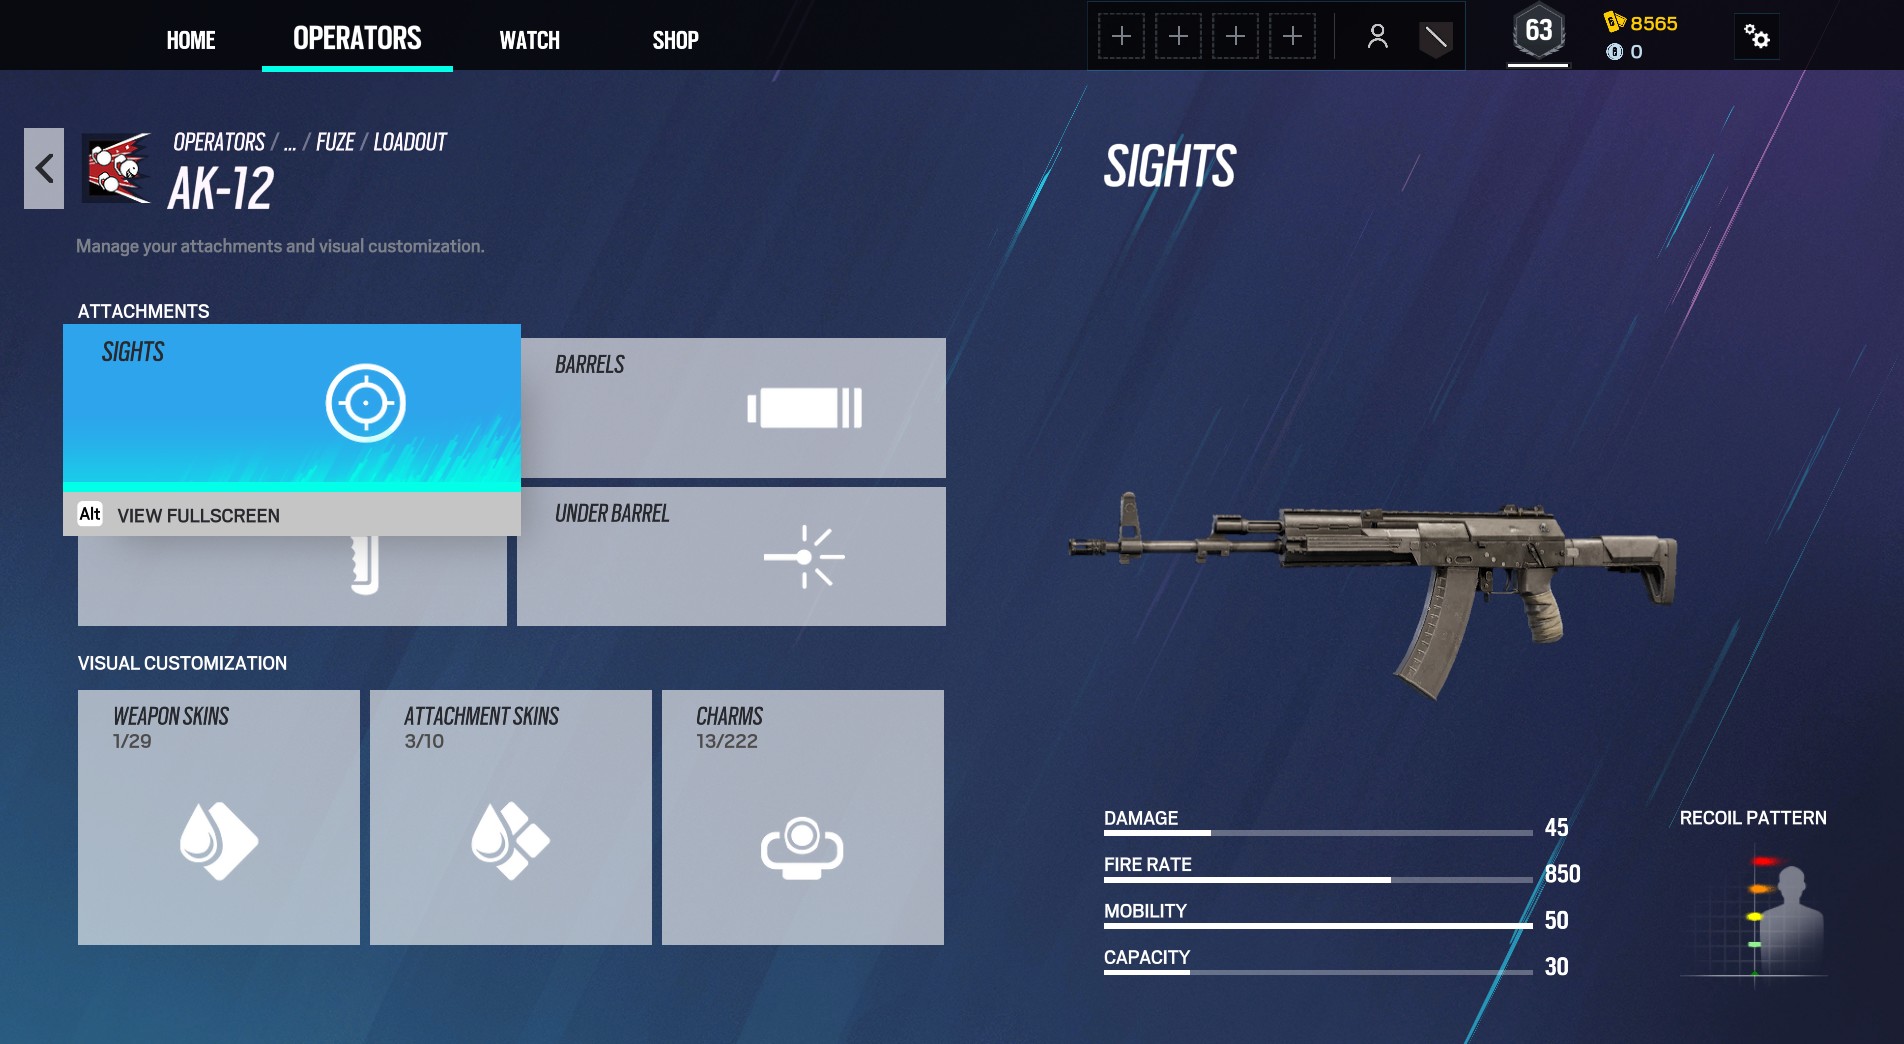 HOME
OPERATORS
WATCH
SHOP
63
8565
0
OPERATORS / ... / FUZE / LOADOUT
AK-12
Manage your attachments and visual customization.
ATTACHMENTS
SIGHTS
Alt VIEW FULLSCREEN
BARRELS
UNDER BARREL
VISUAL CUSTOMIZATION
WEAPON SKINS
1/29
ATTACHMENT SKINS
3/10
CHARMS
13/222
SIGHTS
DAMAGE 45
FIRE RATE 850
MOBILITY 50
CAPACITY 30
RECOIL PATTERN